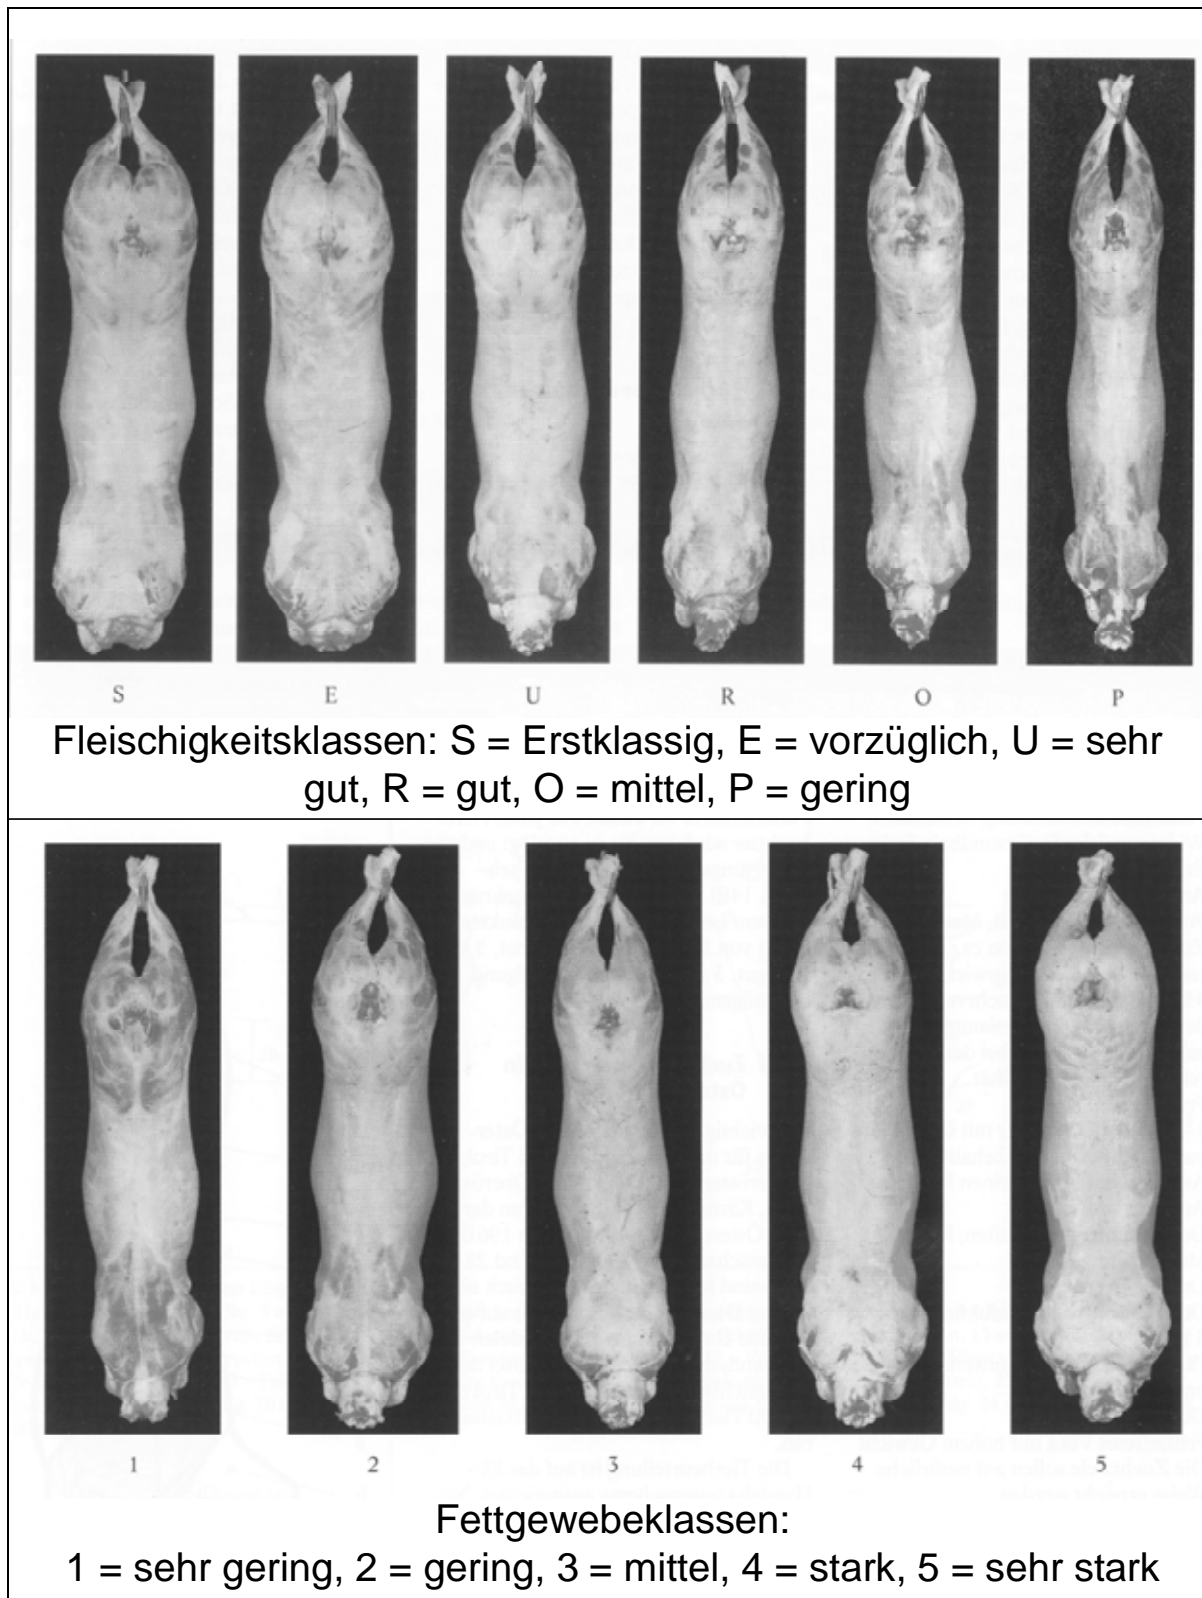 S E U R O P
Fleischigkeitsklassen: S = Erstklassig, E = vorzüglich, U = sehr
gut, R = gut, O = mittel, P = gering
1 2 3 4 5
Fettgewebeklassen:
1 = sehr gering, 2 = gering, 3 = mittel, 4 = stark, 5 = sehr stark